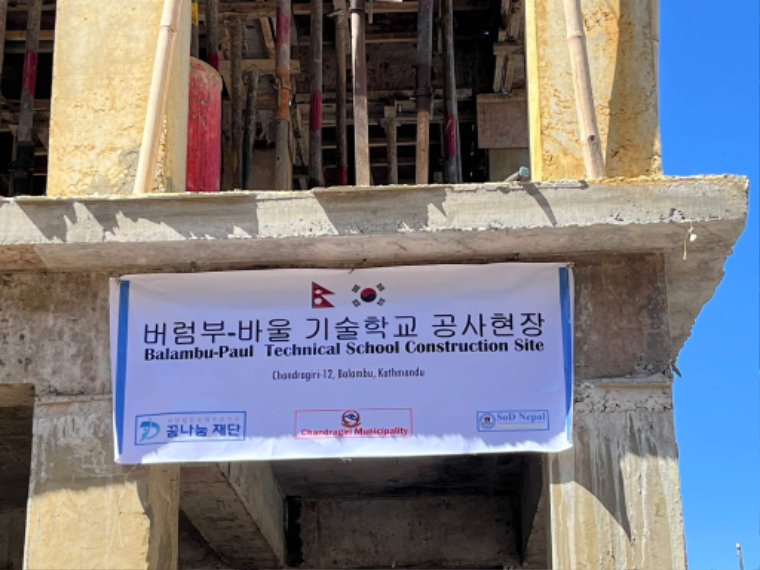 버럼부-바울 기술학교 공사현장
Balambu-Paul Technical School Construction Site
Chandragiri-12, Balambu, Kathmandu
꿈나눔 재단
Chandragiri Municipality
SoD Nepal